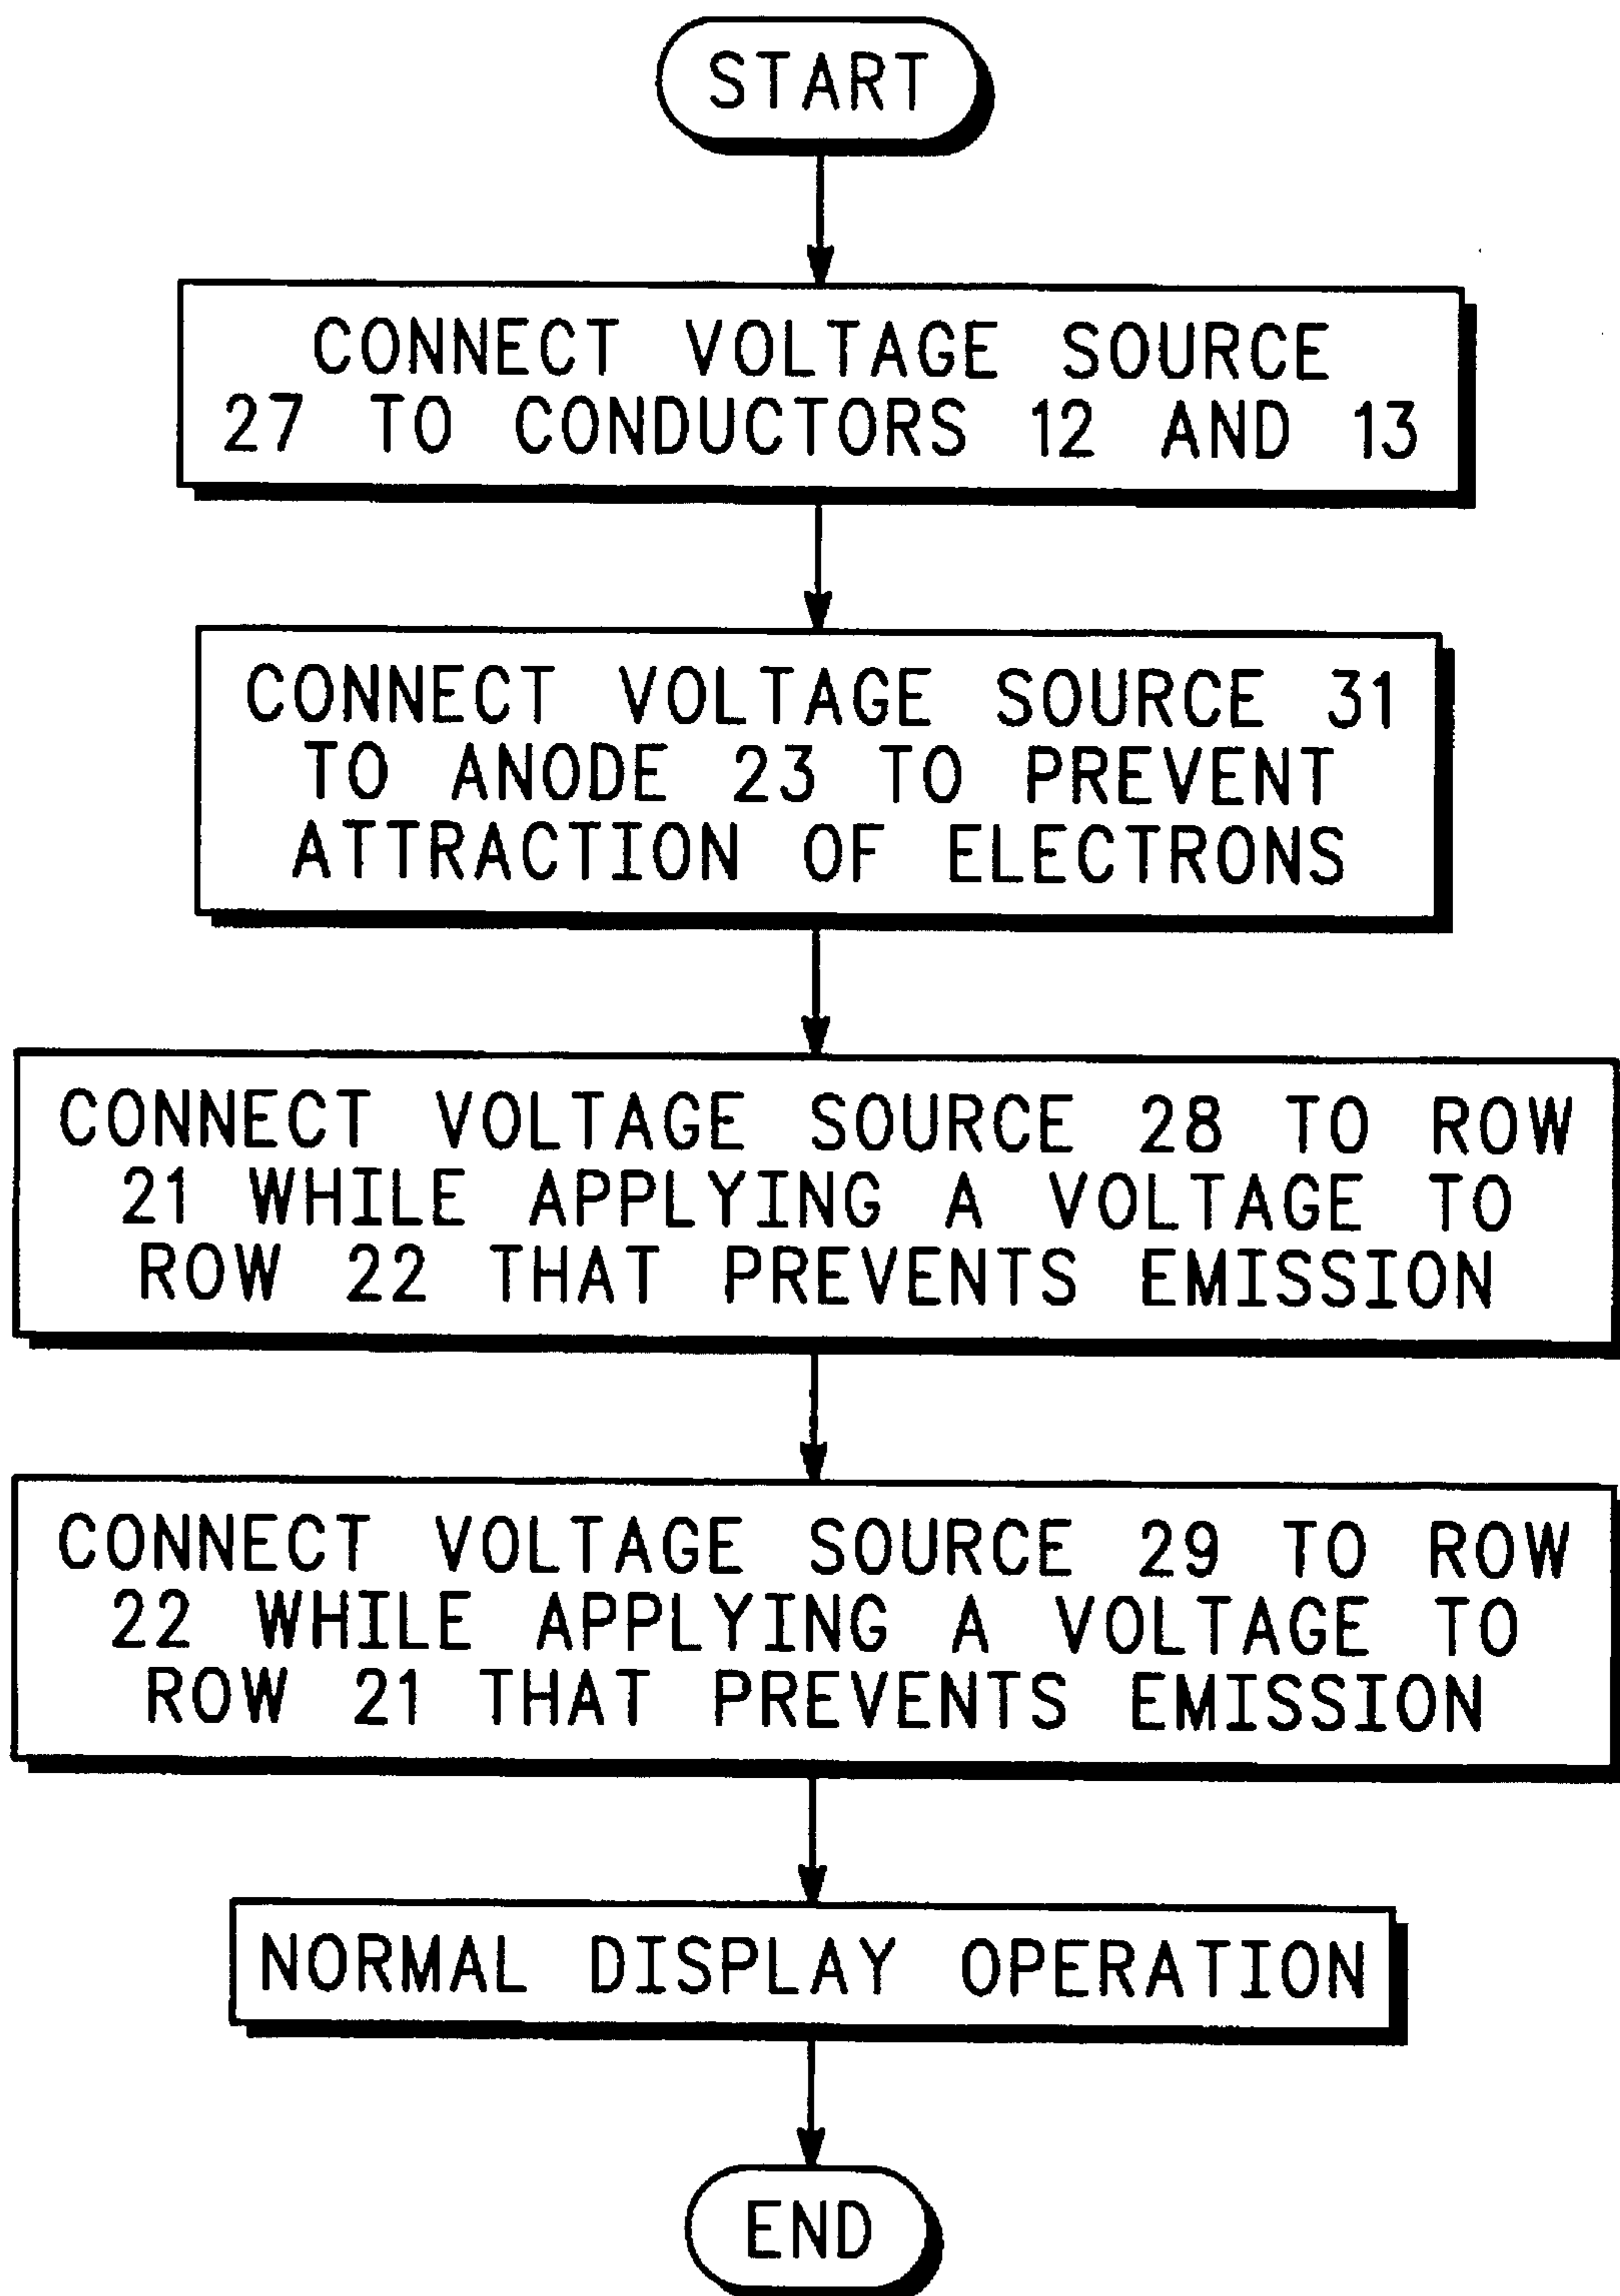 START
CONNECT VOLTAGE SOURCE
27 TO CONDUCTORS 12 AND 13
CONNECT VOLTAGE SOURCE 31
TO ANODE 23 TO PREVENT
ATTRACTION OF ELECTRONS
CONNECT VOLTAGE SOURCE 28 TO ROW
21 WHILE APPLYING A VOLTAGE TO
ROW 22 THAT PREVENTS EMISSION
CONNECT VOLTAGE SOURCE 29 TO ROW
22 WHILE APPLYING A VOLTAGE TO
ROW 21 THAT PREVENTS EMISSION
NORMAL DISPLAY OPERATION
END